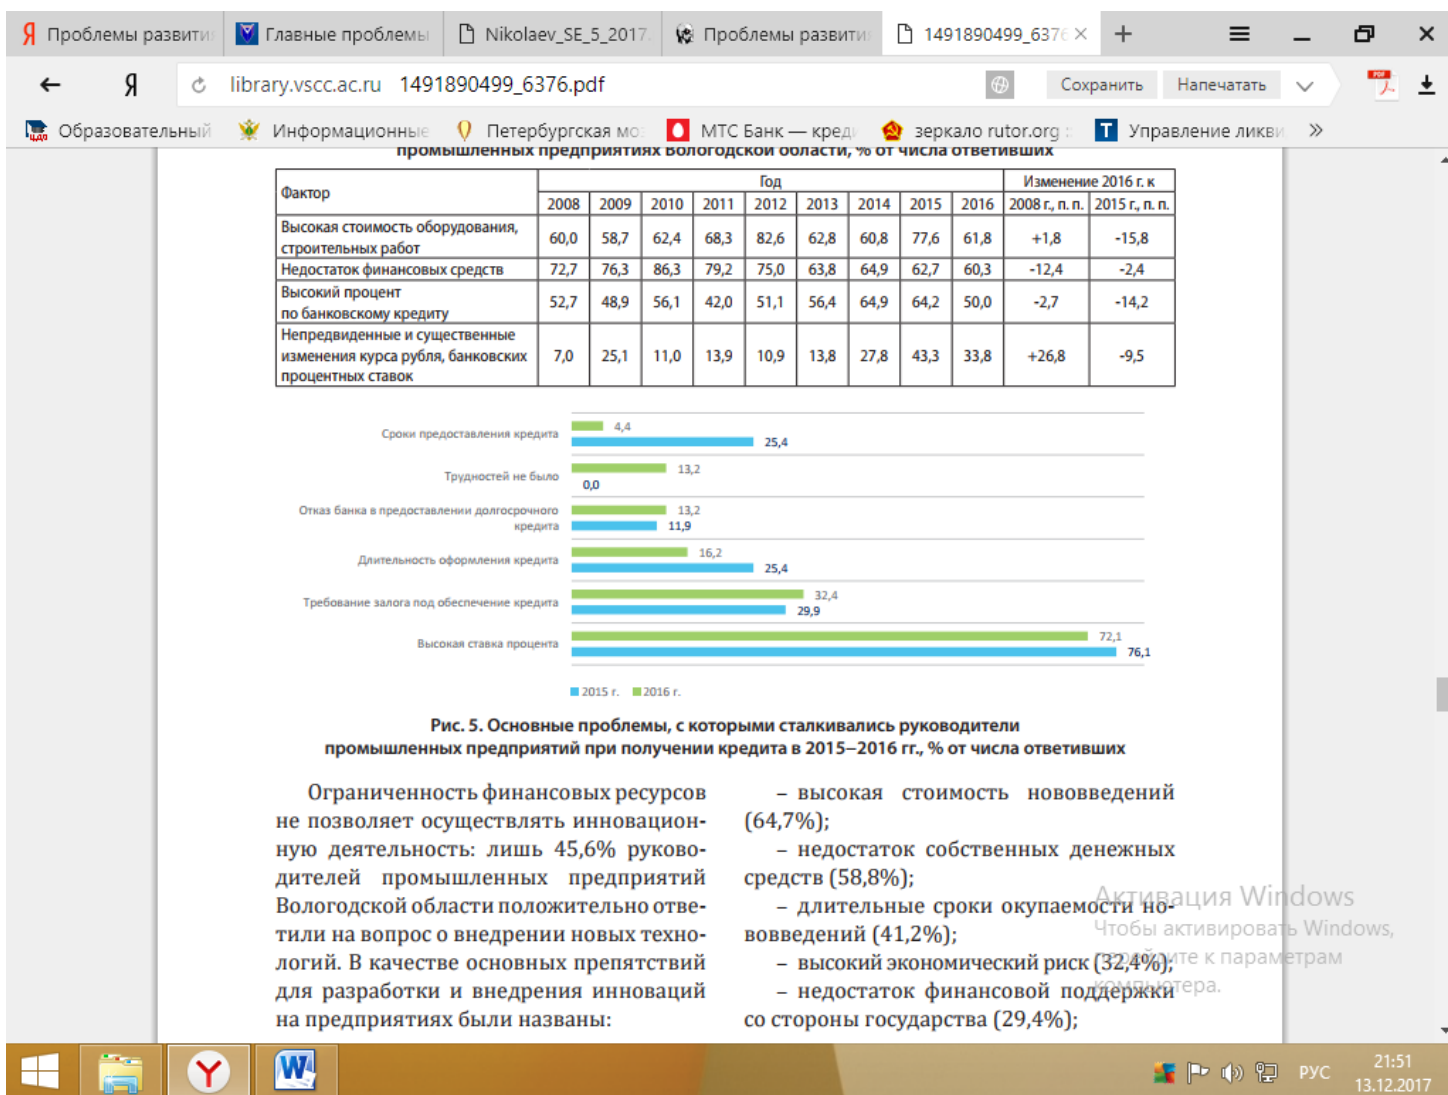 Проблемы развити
Главные проблемы
Nikolaev_SE_5_2017.
Проблемы развити
1491890499_6376
library.vscc.ac.ru 1491890499_6376.pdf
Сохранить
Напечатать
Образовательный
Информационные
Петербургская мо
МТС Банк — кред
зеркало rutor.org :
Управление ликви
промышленных предприятиях Вологодской области, % от числа ответивших
Фактор Год Изменение 2016 г. к
2008 2009 2010 2011 2012 2013 2014 2015 2016 2008 г., п. п. 2015 г., п. п.
Высокая стоимость оборудования,
строительных работ 60,0 58,7 62,4 68,3 82,6 62,8 60,8 77,6 61,8 +1,8 -15,8
Недостаток финансовых средств 72,7 76,3 86,3 79,2 75,0 63,8 64,9 62,7 60,3 -12,4 -2,4
Высокий процент
по банковскому кредиту 52,7 48,9 56,1 42,0 51,1 56,4 64,9 64,2 50,0 -2,7 -14,2
Непредвиденные и существенные
изменения курса рубля, банковских 7,0 25,1 11,0 13,9 10,9 13,8 27,8 43,3 33,8 +26,8 -9,5
процентных ставок
Сроки предоставления кредита 4,4
25,4
Трудностей не было 13,2
0,0
Отказ банка в предоставлении долгосрочного 13,2
кредита 11,9
Длительность оформления кредита 16,2
25,4
Требование залога под обеспечение кредита 32,4
29,9
Высокая ставка процента 72,1
76,1
2015 г. 2016 г.
Рис. 5. Основные проблемы, с которыми сталкивались руководители
промышленных предприятий при получении кредита в 2015–2016 гг., % от числа ответивших
Ограниченность финансовых ресурсов
не позволяет осуществлять инновацион-
ную деятельность: лишь 45,6% руково-
дителей промышленных предприятий
Вологодской области положительно отве-
тили на вопрос о внедрении новых техно-
логий. В качестве основных препятствий
для разработки и внедрения инноваций
на предприятиях были названы:
– высокая стоимость нововведений
(64,7%);
– недостаток собственных денежных
средств (58,8%);
– длительные сроки окупаемости но-
вовведений (41,2%);
– высокий экономический риск (32,4%);
– недостаток финансовой поддержки
со стороны государства (29,4%);
Активация Windows
Чтобы активировать Windows,
перейдите к параметрам
компьютера.
РУС
21:51
13.12.2017